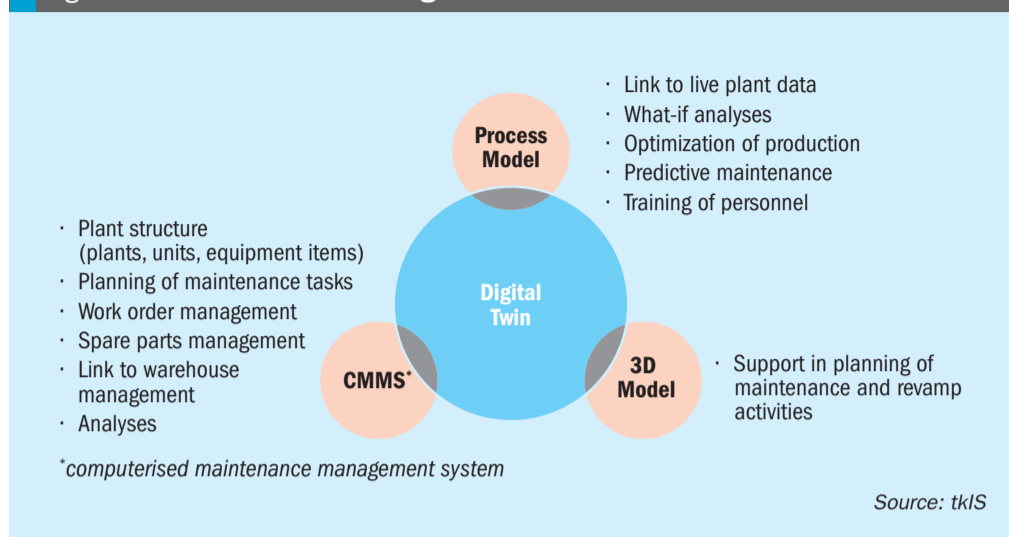 Process
Model
· Link to live plant data
· What-if analyses
· Optimization of production
· Predictive maintenance
· Training of personnel
· Plant structure
(plants, units, equipment items)
· Planning of maintenance tasks
· Work order management
· Spare parts management
· Link to warehouse
management
· Analyses
Digital
Twin
CMMS*
3D
Model
· Support in planning of
maintenance and revamp
activities
*computerised maintenance management system
Source: tkIS